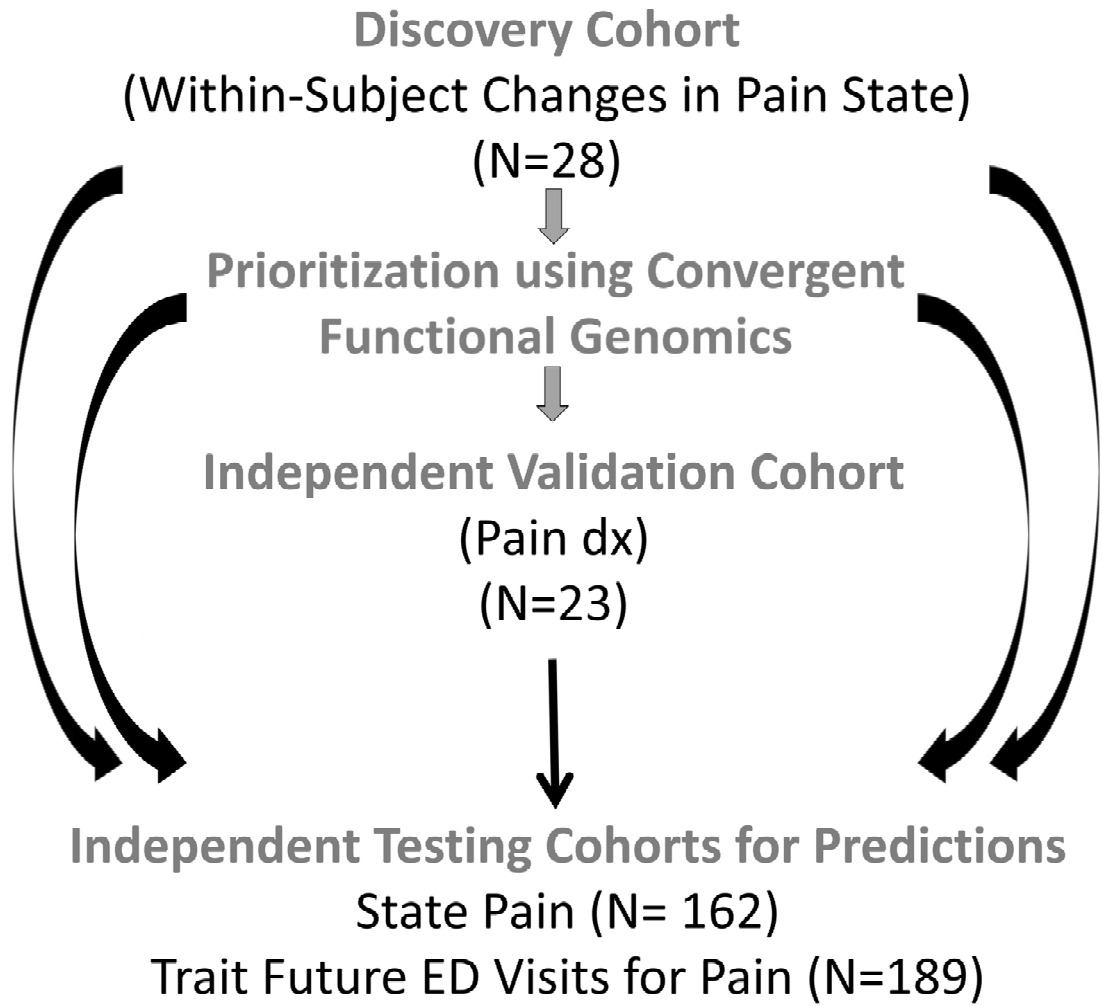 Discovery Cohort
(Within-Subject Changes in Pain State)
(N=28)
Prioritization using Convergent
Functional Genomics
Independent Validation Cohort
(Pain dx)
(N=23)
Independent Testing Cohorts for Predictions
State Pain (N= 162)
Trait Future ED Visits for Pain (N=189)